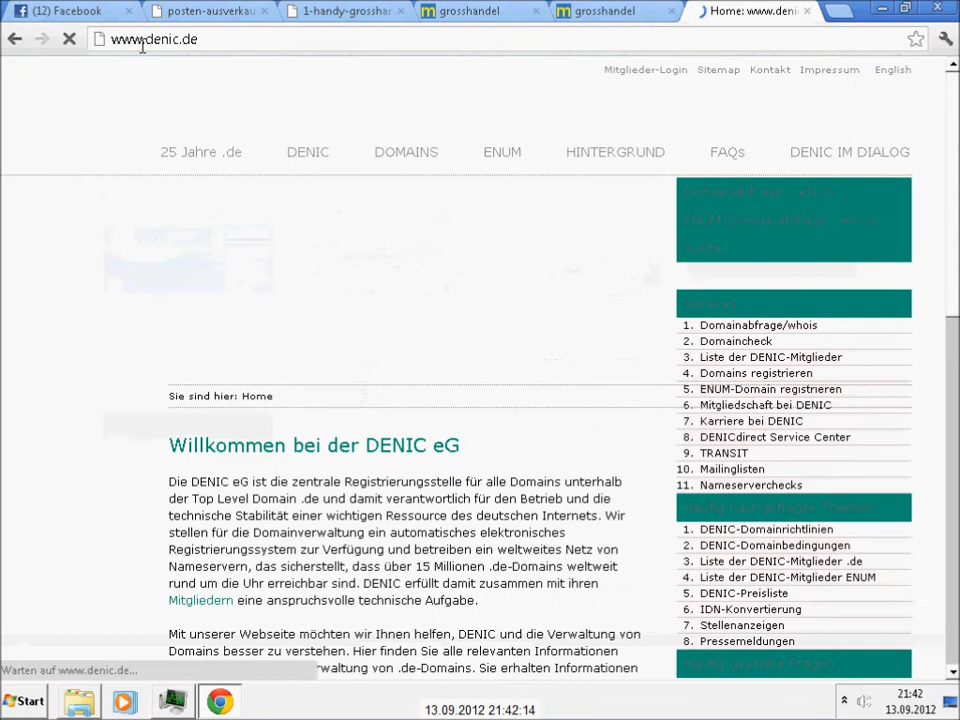 (12) Facebook
posten-ausverkau
1-handy-grosshar
grosshandel
grosshandel
Home: www.deni
www.denic.de
Mitglieder-Login Sitemap Kontakt Impressum English
25 Jahre .de DENIC DOMAINS ENUM HINTERGRUND FAQs DENIC IM DIALOG
Services
1. Domainabfrage/whois
2. Domaincheck
3. Liste der DENIC-Mitglieder
4. Domains registrieren
5. ENUM-Domain registrieren
6. Mitgliedschaft bei DENIC
7. Karriere bei DENIC
8. DENICdirect Service Center
9. TRANSIT
10. Mailinglisten
11. Nameserverchecks
Häufig nachgefragte Themen
1. DENIC-Domainrichtlinien
2. DENIC-Domainbedingungen
3. Liste der DENIC-Mitglieder .de
4. Liste der DENIC-Mitglieder ENUM
5. DENIC-Preisliste
6. IDN-Konvertierung
7. Stellenanzeigen
8. Pressemeldungen
Häufig gestellte Fragen
Sie sind hier: Home
Willkommen bei der DENIC eG
Die DENIC eG ist die zentrale Registrierungsstelle für alle Domains unterhalb
der Top Level Domain .de und damit verantwortlich für den Betrieb und die
technische Stabilität einer wichtigen Ressource des deutschen Internets. Wir
stellen für die Domainverwaltung ein automatisches elektronisches
Registrierungssystem zur Verfügung und betreiben ein weltweites Netz von
Nameservern, das sicherstellt, dass über 15 Millionen .de-Domains weltweit
rund um die Uhr erreichbar sind. DENIC erfüllt damit zusammen mit ihren
Mitgliedern eine anspruchsvolle technische Aufgabe.
Mit unserer Webseite möchten wir Ihnen helfen, DENIC und die Verwaltung von
Domains besser zu verstehen. Hier finden Sie alle relevanten Informationen
rwaltung von .de-Domains. Sie erhalten Informationen
Warten auf www.denic.de...
Start
13.09.2012 21:42:14
21:42
13.09.2012